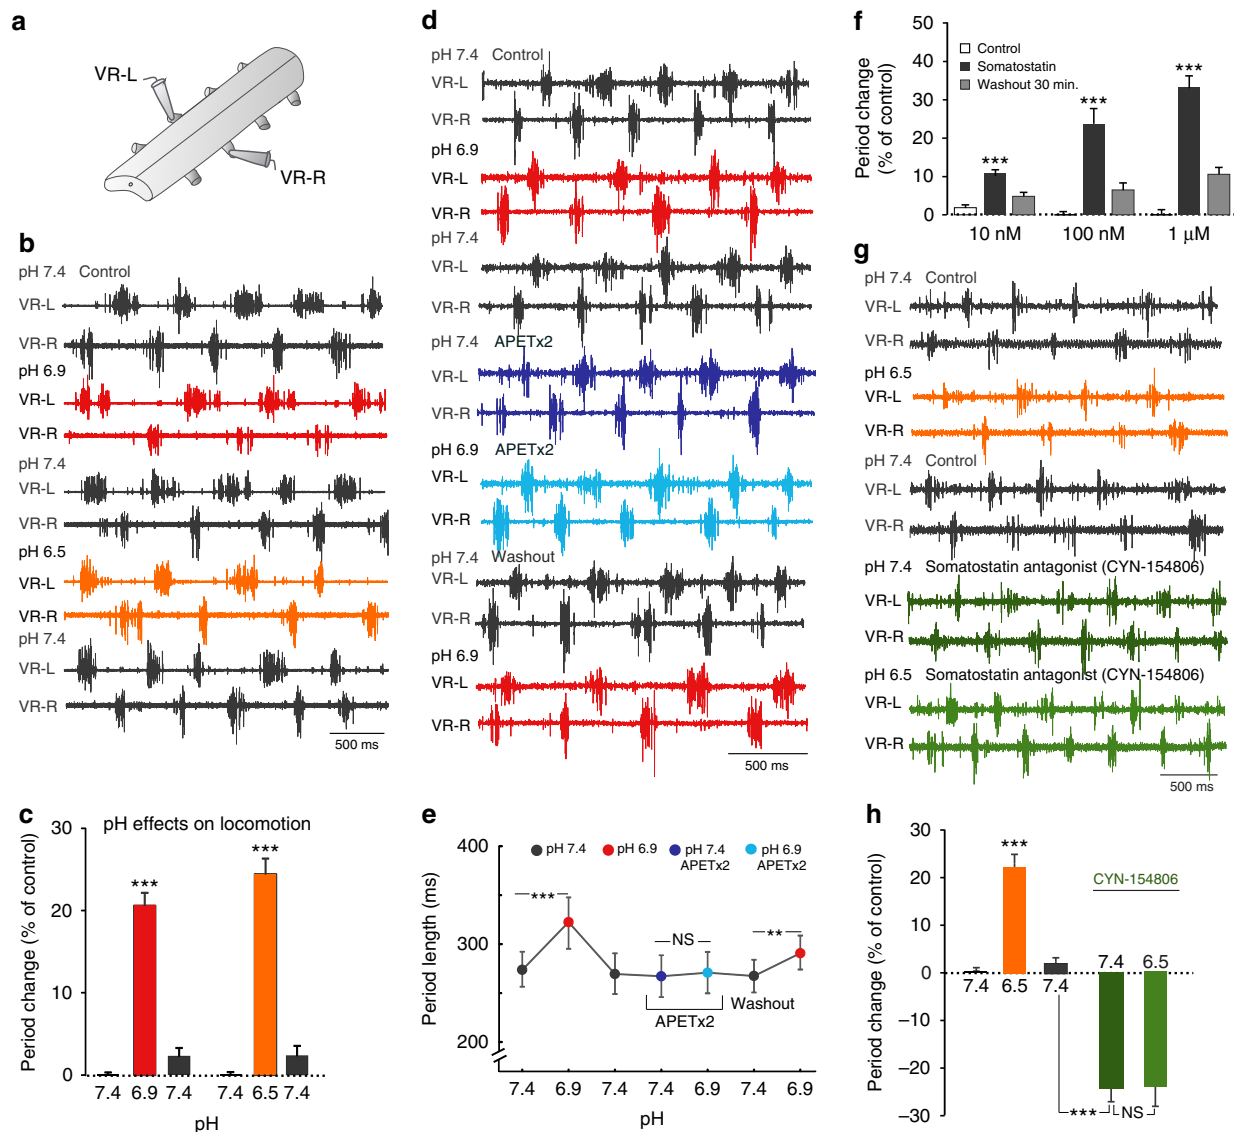 a
VR-L
VR-R
b
pH 7.4 Control
VR-L
VR-R
pH 6.9
VR-L
VR-R
pH 7.4
VR-L
VR-R
pH 6.5
VR-L
VR-R
pH 7.4
VR-L
VR-R
500 ms
c
pH effects on locomotion
Period change (% of control)
30
20
10
0
***
***
7.4 6.9 7.4 7.4 6.5 7.4
pH
d
pH 7.4 Control
VR-L
VR-R
pH 6.9
VR-L
VR-R
pH 7.4
VR-L
VR-R
pH 7.4 APETx2
VR-L
VR-R
pH 6.9 APETx2
VR-L
VR-R
pH 7.4 Washout
VR-L
VR-R
pH 6.9
VR-L
VR-R
500 ms
e
Period length (ms)
400
300
200
pH 7.4
pH 6.9
pH 7.4 APETx2
pH 6.9 APETx2
***
NS
**
APETx2
Washout
7.4 6.9 7.4 7.4 6.9 7.4 6.9
pH
f
Period change
(% of control)
50
40
30
20
10
0
Control
Somatostatin
Washout 30 min.
***
***
***
10 nM 100 nM 1 µM
g
pH 7.4 Control
VR-L
VR-R
pH 6.5
VR-L
VR-R
pH 7.4 Control
VR-L
VR-R
pH 7.4 Somatostatin antagonist (CYN-154806)
VR-L
VR-R
pH 6.5 Somatostatin antagonist (CYN-154806)
VR-L
VR-R
500 ms
h
Period change (% of control)
30
20
10
0
–10
–20
–30
***
CYN-154806
7.4 6.5
7.4 6.5 7.4
*** NS